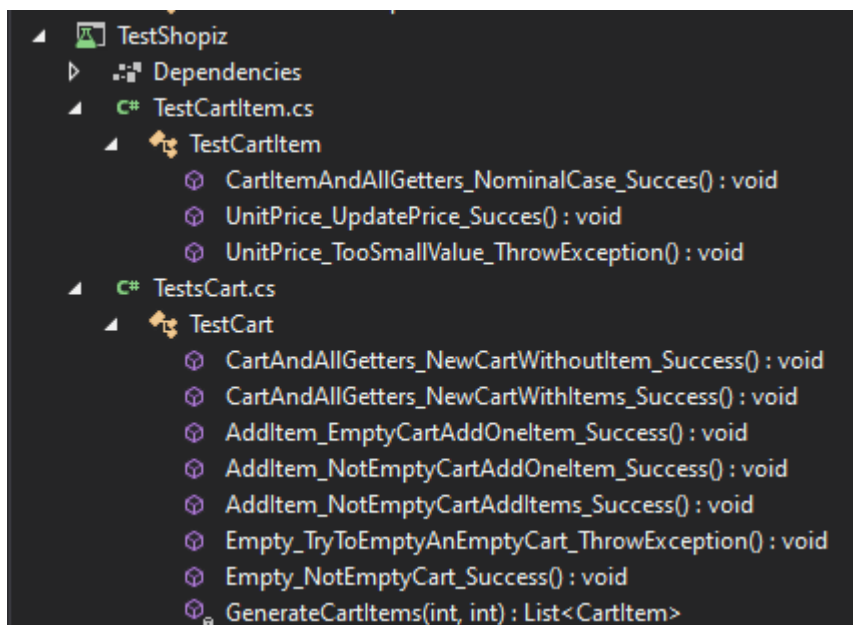 TestShopiz
Dependencies
C# TestCartItem.cs
TestCartItem
CartItemAndAllGetters_NominalCase_Succes() : void
UnitPrice_UpdatePrice_Succes() : void
UnitPrice_TooSmallValue_ThrowException() : void
C# TestsCart.cs
TestCart
CartAndAllGetters_NewCartWithoutItem_Success() : void
CartAndAllGetters_NewCartWithItems_Success() : void
AddItem_EmptyCartAddOneItem_Success() : void
AddItem_NotEmptyCartAddOneItem_Success() : void
AddItem_NotEmptyCartAddItems_Success() : void
Empty_TryToEmptyAnEmptyCart_ThrowException() : void
Empty_NotEmptyCart_Success() : void
GenerateCartItems(int, int) : List<CartItem>